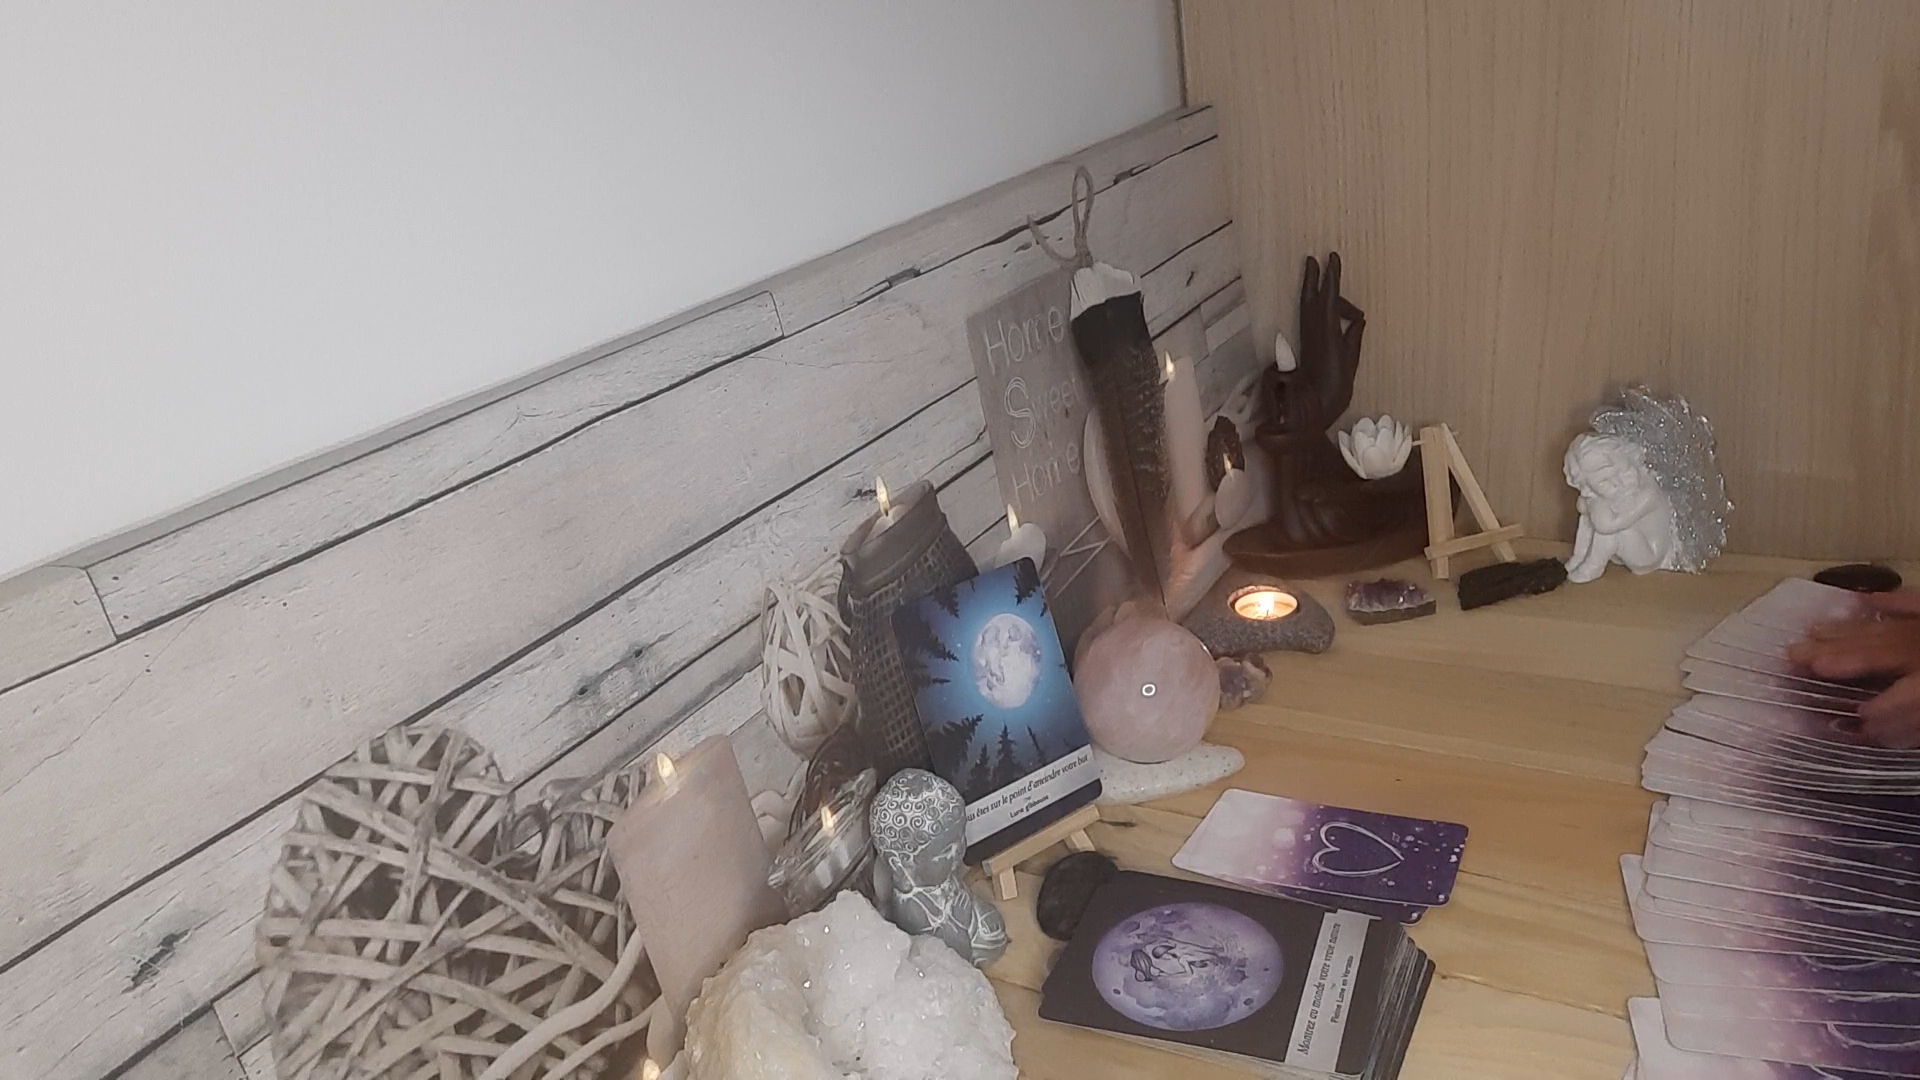 Home
Sweet
Home
êtes sur le point d'atteindre votre but
Lune gibbeuse
Montrez au monde votre vraie nature
Pleine Lune en Verseau